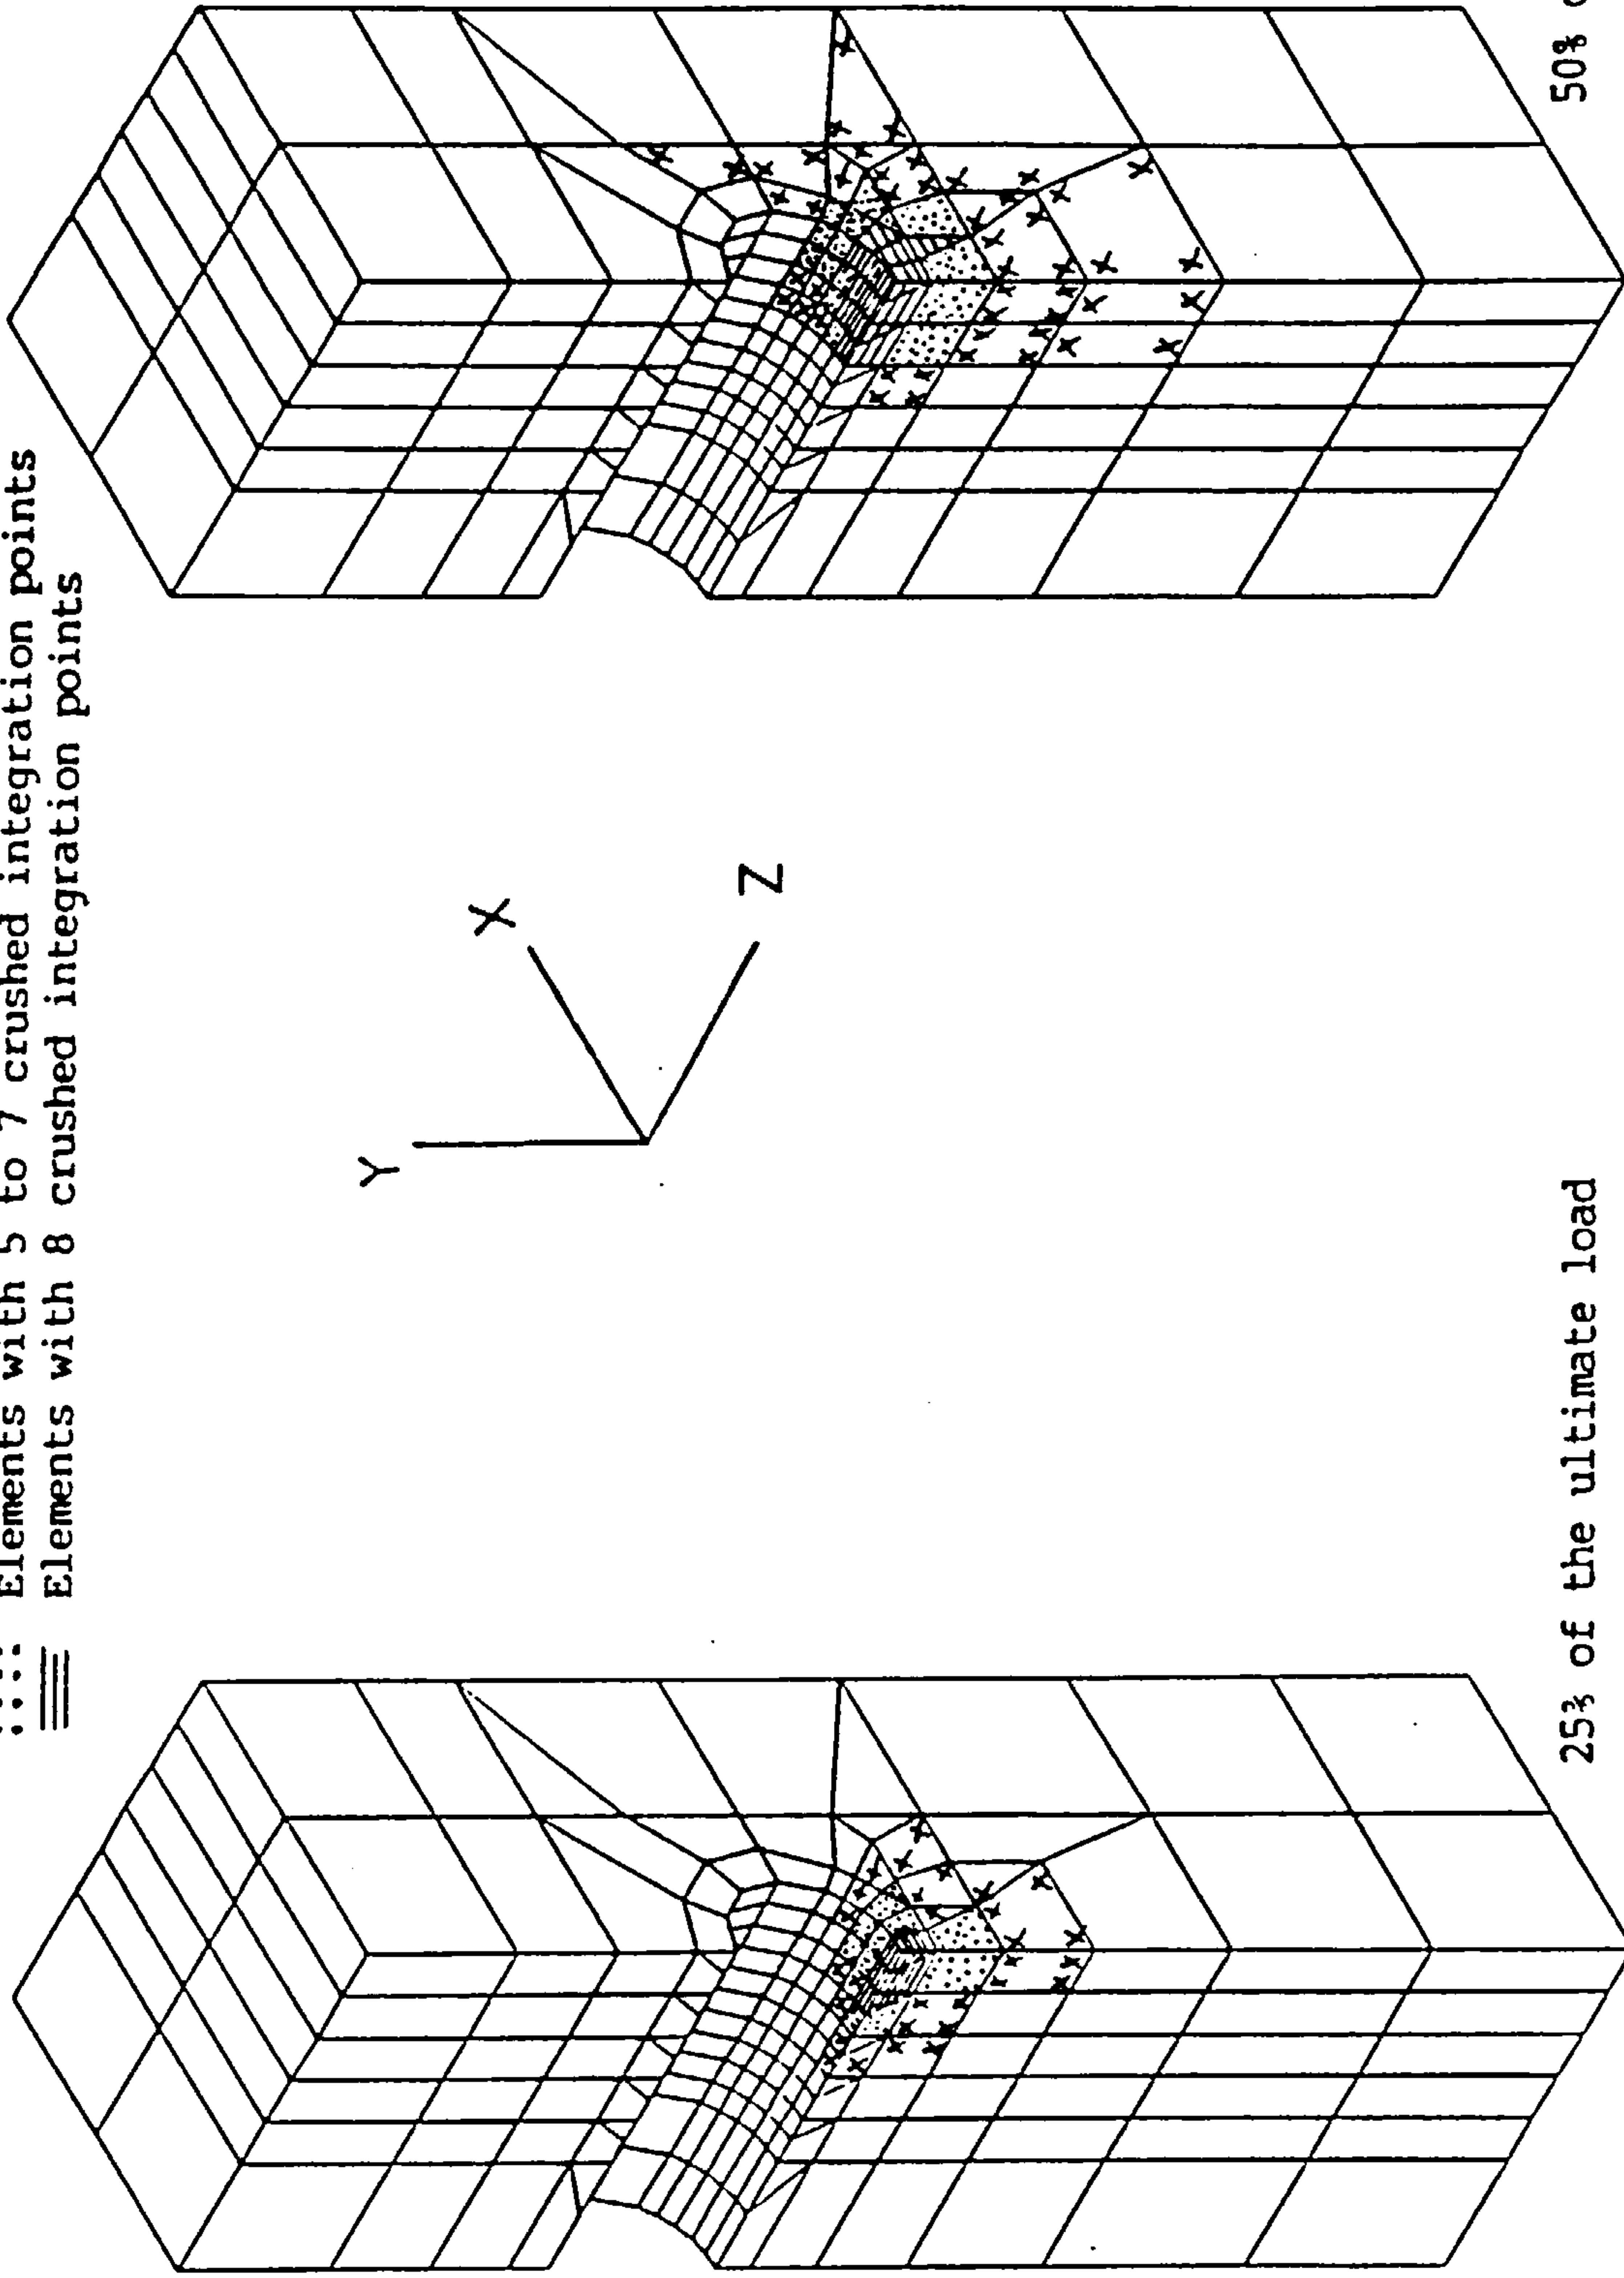 :::: Elements with 5 to 7 crushed integration points
Elements with 8 crushed integration points
Y
X
Z
25% of the ultimate load
50%